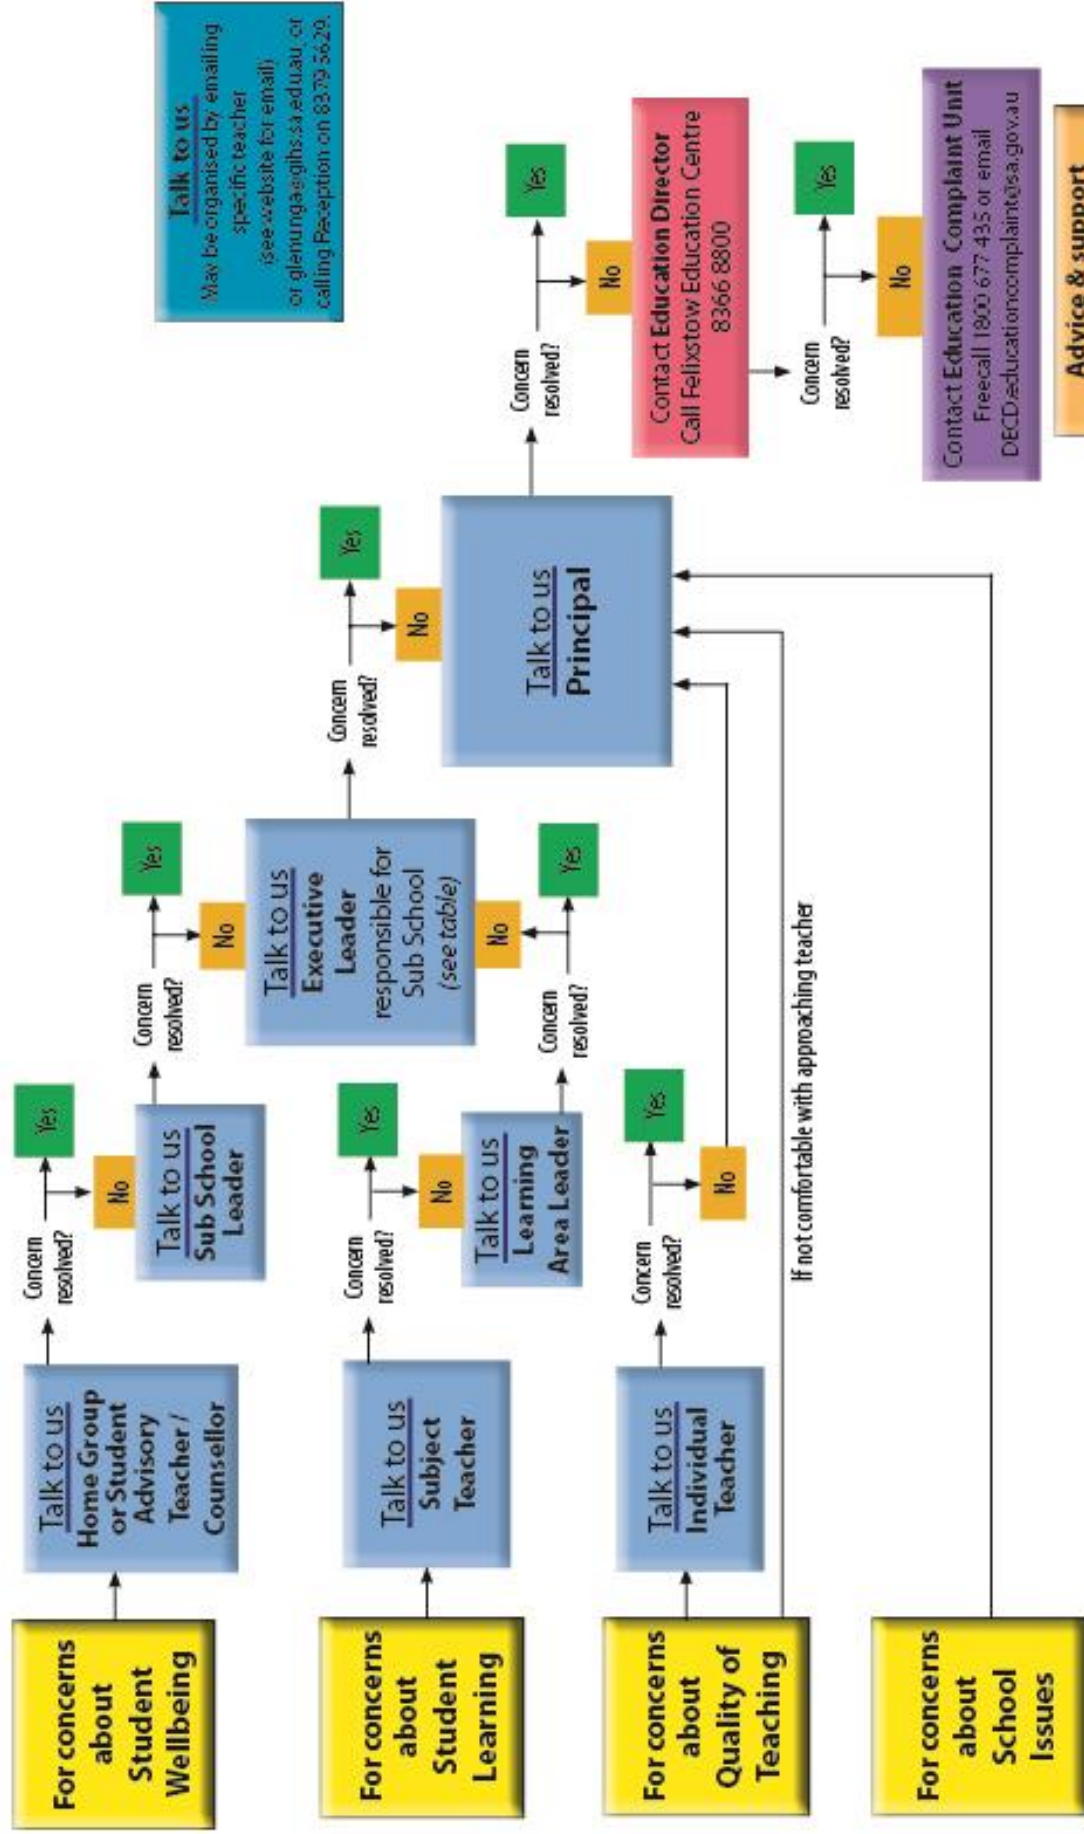 Talk to us
May be organised by emailing
specific teacher
(see website for email)
or glenunga@gihs.sa.edu.au, or
calling Reception on 8379 5629.
For concerns
about
Student
Wellbeing
Talk to us
Home Group
or Student
Advisory
Teacher /
Counsellor
Concern
resolved?
Yes
No
Talk to us
Sub School
Leader
Concern
resolved?
Yes
No
For concerns
about
Student
Learning
Talk to us
Subject
Teacher
Concern
resolved?
Yes
No
Talk to us
Learning
Area Leader
Concern
resolved?
Yes
No
Talk to us
Executive
Leader
responsible for
Sub School
(see table)
Concern
resolved?
Yes
No
For concerns
about
Quality of
Teaching
Talk to us
Individual
Teacher
Concern
resolved?
Yes
No
If not comfortable with approaching teacher
For concerns
about
School
Issues
Talk to us
Principal
Concern
resolved?
Yes
No
Contact Education Director
Call Felixstow Education Centre
8366 8800
Concern
resolved?
Yes
No
Contact Education Complaint Unit
Freecall 1800 677 435 or email
DECD.educationcomplaint@sa.gov.au
Advice & support